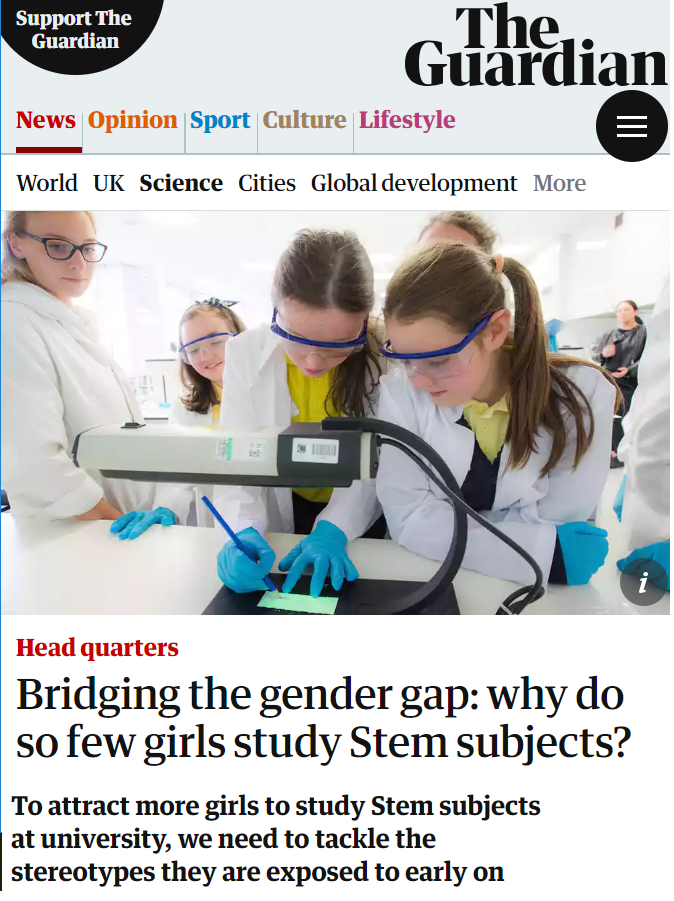 Support The
Guardian
The
Guardian
News Opinion Sport Culture Lifestyle
World UK Science Cities Global development More
i
Head quarters
Bridging the gender gap: why do
so few girls study Stem subjects?
To attract more girls to study Stem subjects
at university, we need to tackle the
stereotypes they are exposed to early on